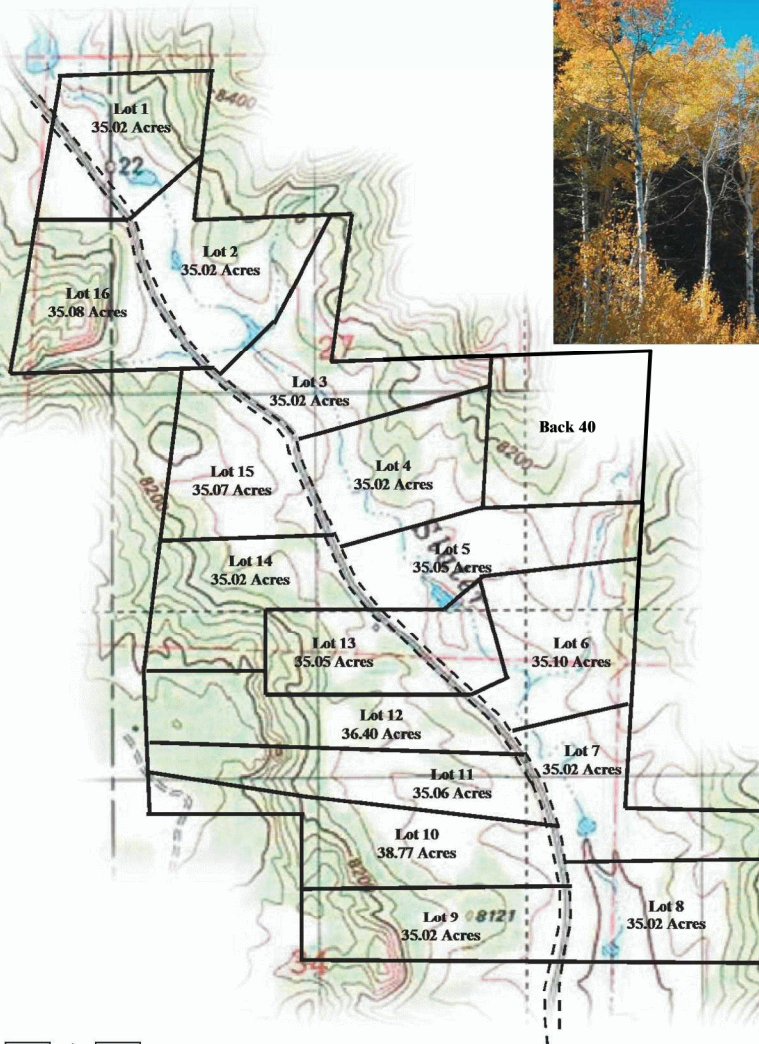 Lot 1
35.02 Acres
8400
22
Lot 2
35.02 Acres
Lot 16
35.08 Acres
27
Lot 3
35.02 Acres
Back 40
8200
Lot 4
35.02 Acres
Lot 15
35.07 Acres
8200
Slater
Lot 5
35.05 Acres
Lot 14
35.02 Acres
Lot 13
35.05 Acres
Lot 6
35.10 Acres
Lot 12
36.40 Acres
Lot 7
35.02 Acres
Lot 11
35.06 Acres
Lot 10
38.77 Acres
8200
Lot 9
35.02 Acres
8121
Lot 8
35.02 Acres
34